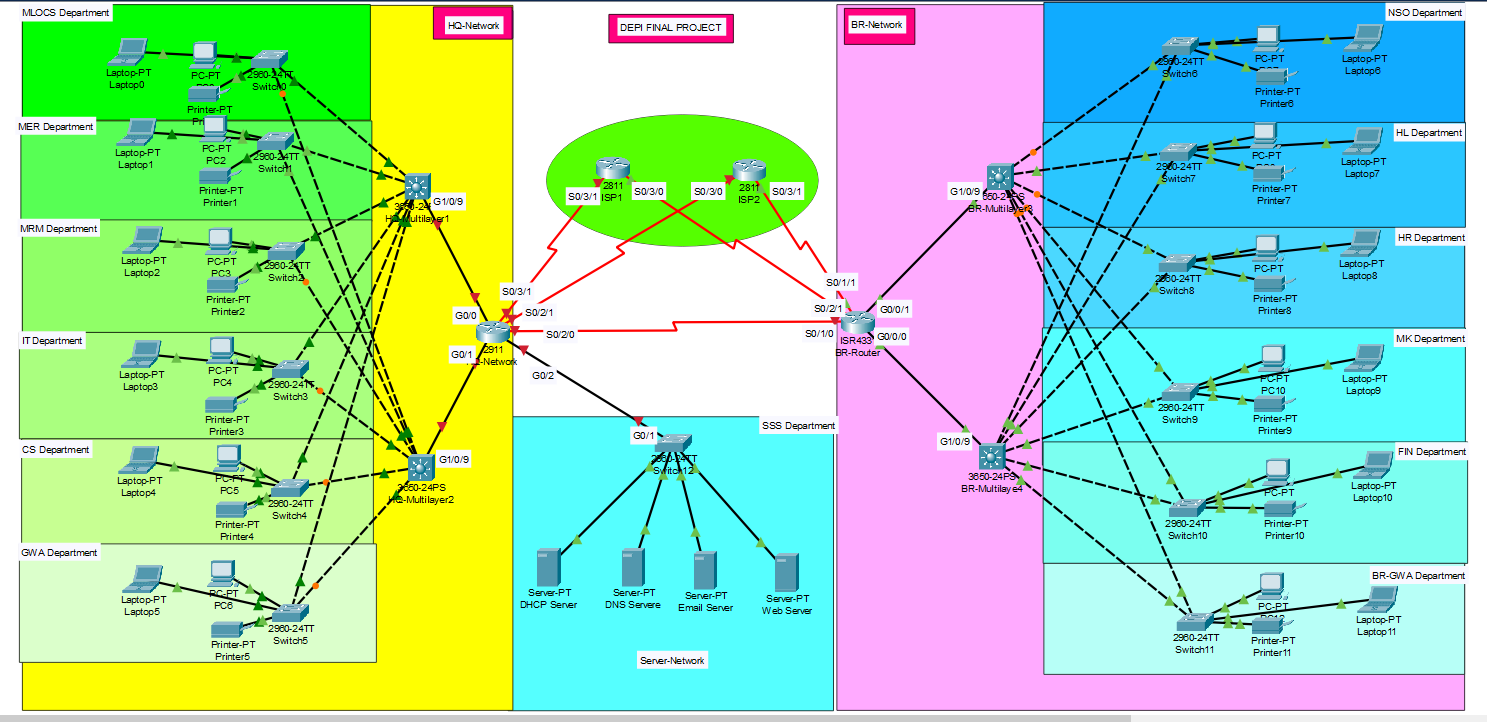 MLOCS Department
HQ-Network
DEPI FINAL PROJECT
BR-Network
NSO Department
Laptop-PT
Laptop0
PC-PT
2960-24TT
Switch0
Printer-PT
MER Department
Laptop-PT
Laptop1
PC-PT
PC2
2960-24TT
Printer-PT
Printer1
MRM Department
Laptop-PT
Laptop2
PC-PT
PC3
2960-24TT
Switch2
Printer-PT
Printer2
IT Department
Laptop-PT
Laptop3
PC-PT
PC4
2960-24TT
Switch3
Printer-PT
Printer3
CS Department
Laptop-PT
Laptop4
PC-PT
PC5
2960-24TT
Switch4
Printer-PT
Printer4
GWA Department
Laptop-PT
Laptop5
PC-PT
PC6
2960-24TT
Switch5
Printer-PT
Printer5
G1/0/9
HQ-Multilayer1
G1/0/9
3650-24PS
HQ-Multilayer2
2811
ISP1
S0/3/1
S0/3/0
2811
ISP2
S0/3/0
S0/3/1
S0/3/1
S0/2/1
G0/0
S0/2/0
G0/1
2911
G0/2
S0/1/1
S0/2/1
S0/1/0
G0/0/1
G0/0/0
ISR433
BR-Router
SSS Department
G0/1
2960-24TT
Switch12
Server-PT
DHCP Server
Server-PT
DNS Servere
Server-PT
Email Server
Server-PT
Web Server
Server-Network
G1/0/9
BR-Multilayer3
G1/0/9
3650-24PS
BR-Multilaye4
2960-24TT
Switch6
PC-PT
Laptop-PT
Laptop6
Printer-PT
Printer6
HL Department
2960-24TT
Switch7
PC-PT
Laptop-PT
Laptop7
Printer-PT
Printer7
HR Department
2960-24TT
Switch8
PC-PT
Laptop-PT
Laptop8
Printer-PT
Printer8
MK Department
2960-24TT
Switch9
PC-PT
PC10
Laptop-PT
Laptop9
Printer-PT
Printer9
FIN Department
2960-24TT
Switch10
PC-PT
Laptop-PT
Laptop10
Printer-PT
Printer10
BR-GWA Department
2960-24TT
Switch11
PC-PT
Laptop-PT
Laptop11
Printer-PT
Printer11